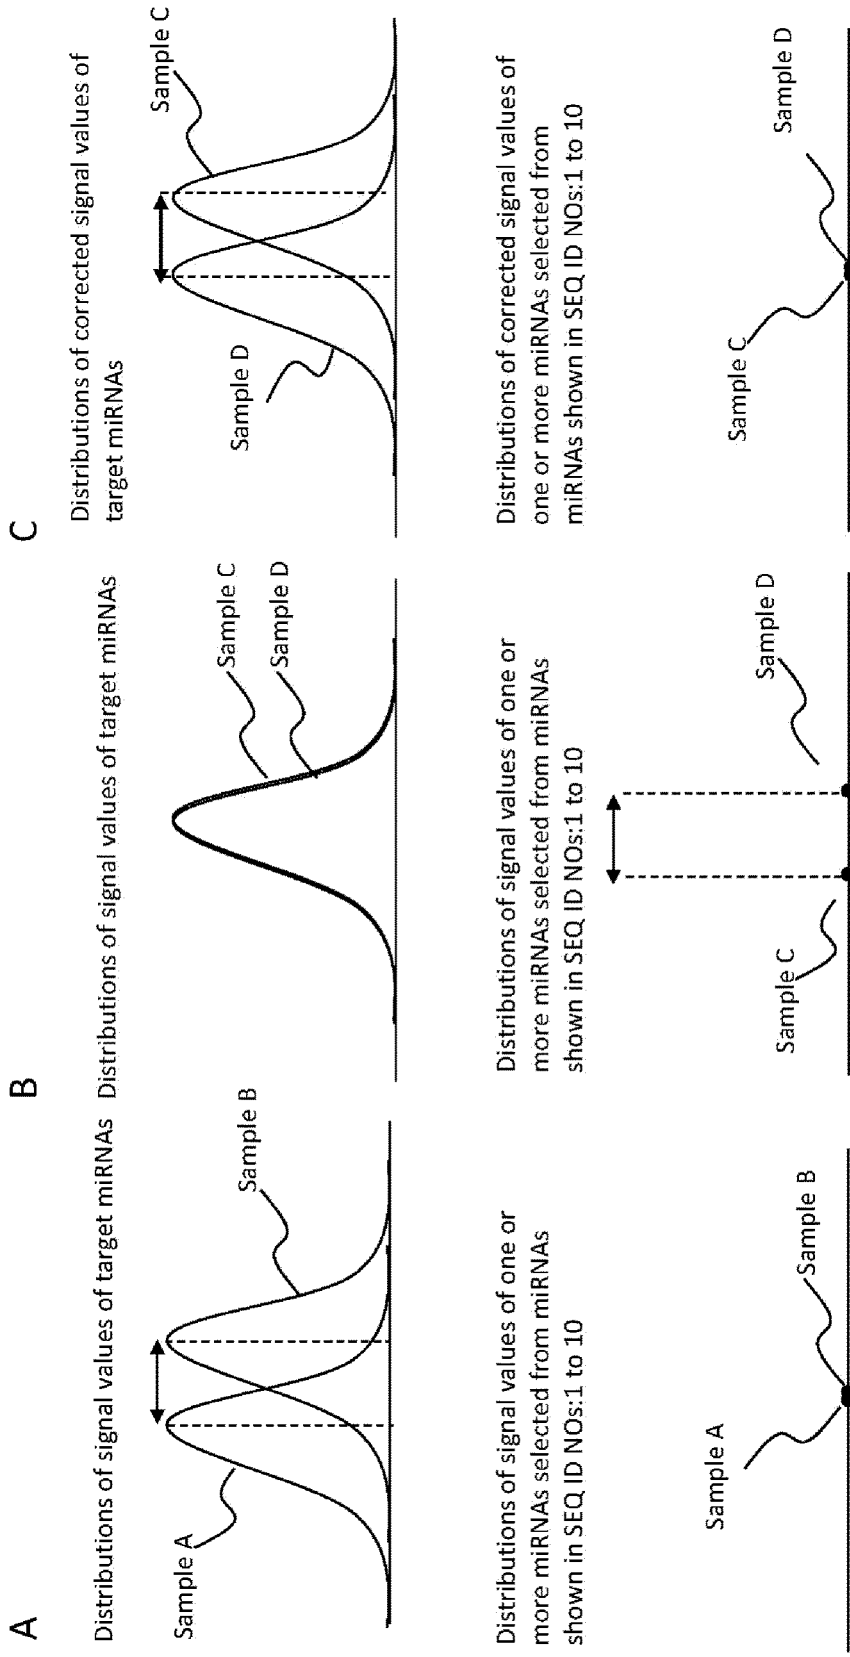 A
Distributions of signal values of target miRNAs
Sample A
Sample B
Distributions of signal values of one or
more miRNAs selected from miRNAs
shown in SEQ ID NOs:1 to 10
Sample A
Sample B
B
Distributions of signal values of target miRNAs
Sample C
Sample D
Distributions of signal values of one or
more miRNAs selected from miRNAs
shown in SEQ ID NOs:1 to 10
Sample C
Sample D
C
Distributions of corrected signal values of
target miRNAs
Sample D
Sample C
Distributions of corrected signal values of
one or more miRNAs selected from
miRNAs shown in SEQ ID NOs:1 to 10
Sample C
Sample D